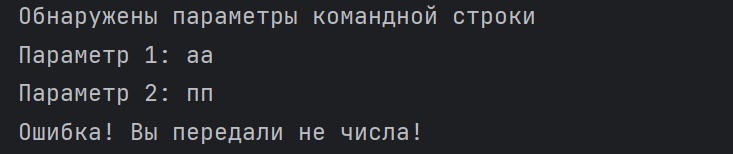 Обнаружены параметры командной строки
Параметр 1: аа
Параметр 2: пп
Ошибка! Вы передали не числа!